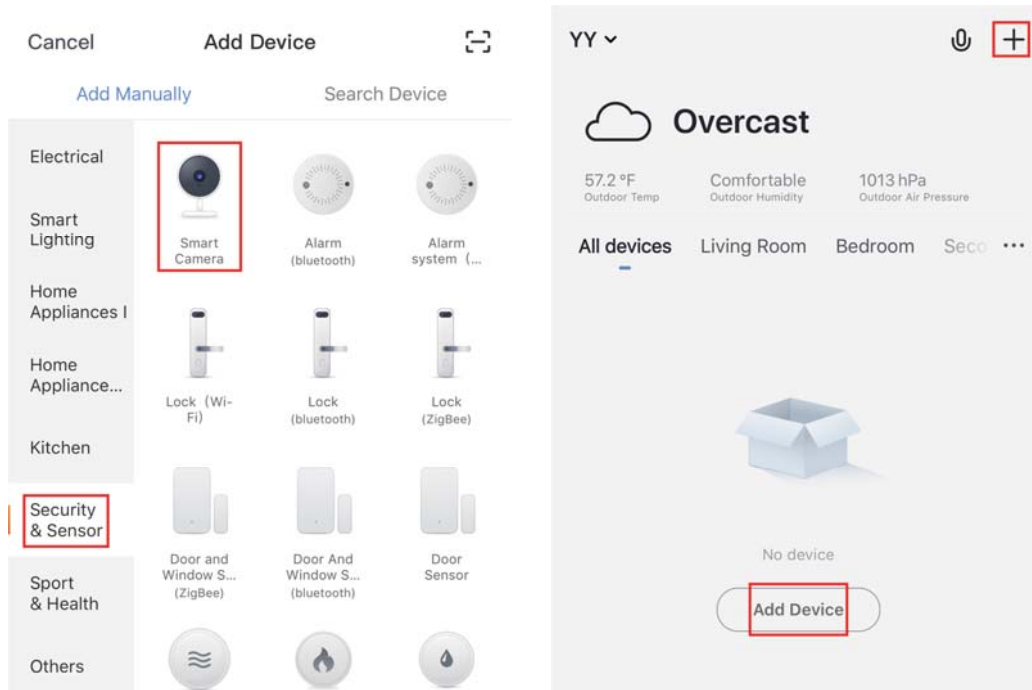 Cancel
Add Device
Add Manually
Search Device
Electrical
Smart
Lighting
Home
Appliances I
Home
Appliance...
Kitchen
Security
& Sensor
Sport
& Health
Others
Smart
Camera
Alarm
(bluetooth)
Alarm
system (...
Lock (Wi-
Fi)
Lock
(bluetooth)
Lock
(ZigBee)
Door and
Window S...
(ZigBee)
Door And
Window S...
(bluetooth)
Door
Sensor
YY
Overcast
57.2 °F
Outdoor Temp
Comfortable
Outdoor Humidity
1013 hPa
Outdoor Air Pressure
All devices Living Room Bedroom Seco ...
No device
Add Device